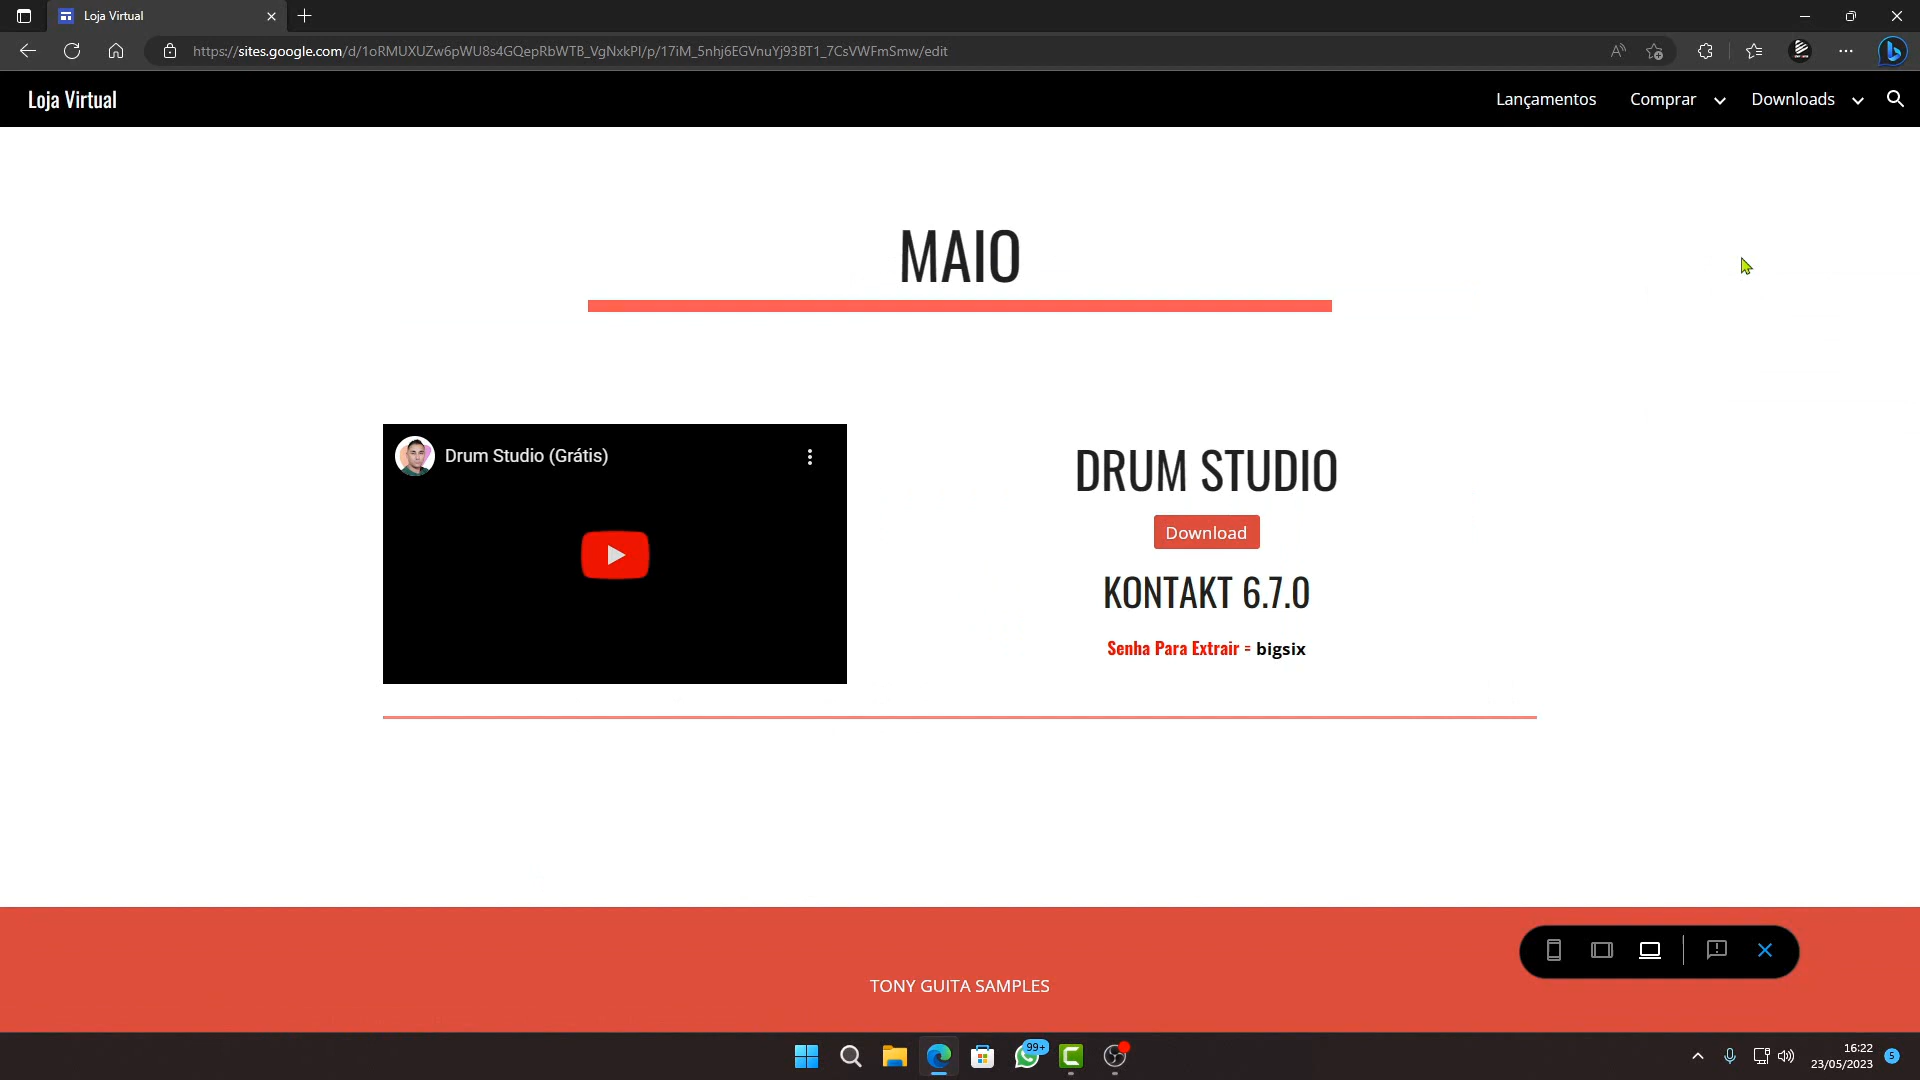 Loja Virtual
https://sites.google.com/d/1oRMUXUZw6pWU8s4GQepRbWTB_VgNxkPI/p/17iM_5nhj6EGVnuYj93BT1_7CsVWFmSmw/edit
Loja Virtual
Lançamentos
Comprar
Downloads
MAIO
Drum Studio (Grátis)
DRUM STUDIO
Download
KONTAKT 6.7.0
Senha Para Extrair = bigsix
TONY GUITA SAMPLES
99+
16:22
23/05/2023
5